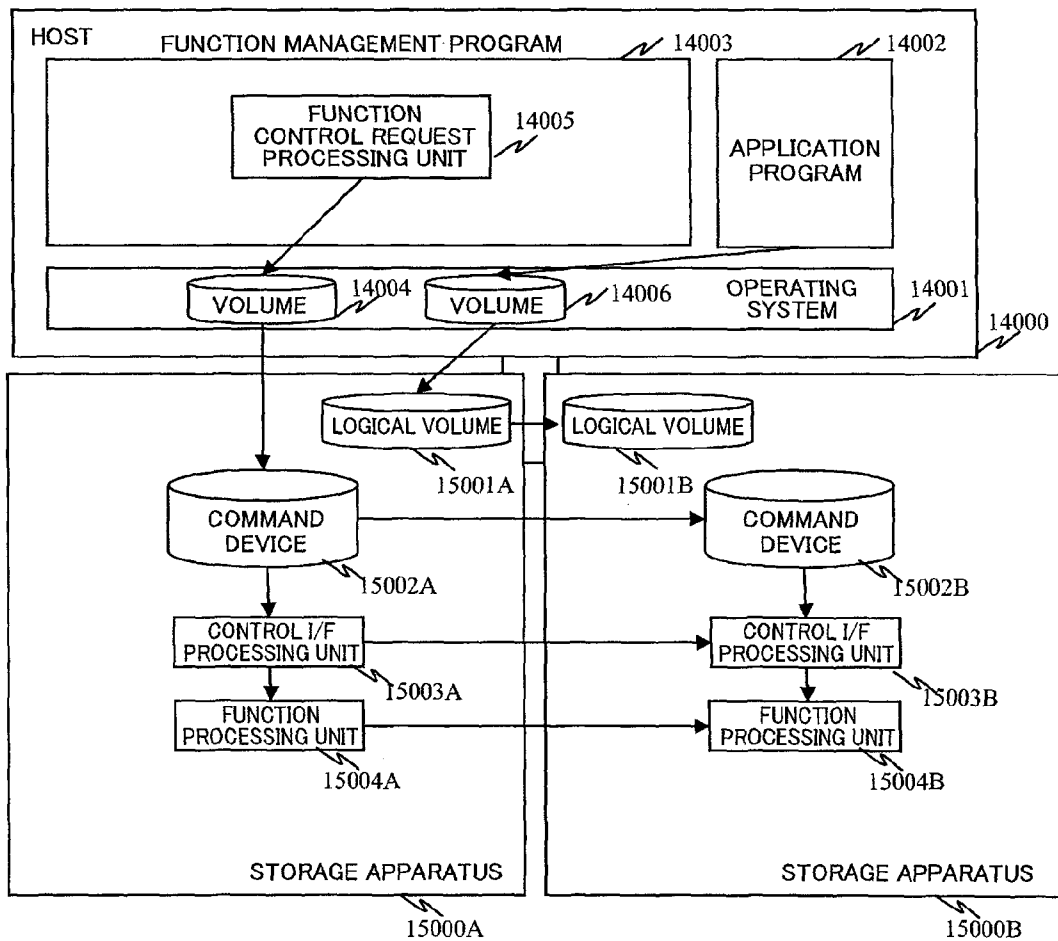 HOST
FUNCTION MANAGEMENT PROGRAM
14003
14002
FUNCTION
CONTROL REQUEST
PROCESSING UNIT
14005
APPLICATION
PROGRAM
VOLUME
14004
VOLUME
14006
OPERATING
SYSTEM
14001
14000
LOGICAL VOLUME
15001A
LOGICAL VOLUME
15001B
COMMAND
DEVICE
15002A
COMMAND
DEVICE
15002B
CONTROL I/F
PROCESSING UNIT
15003A
CONTROL I/F
PROCESSING UNIT
15003B
FUNCTION
PROCESSING UNIT
15004A
FUNCTION
PROCESSING UNIT
15004B
STORAGE APPARATUS
15000A
STORAGE APPARATUS
15000B